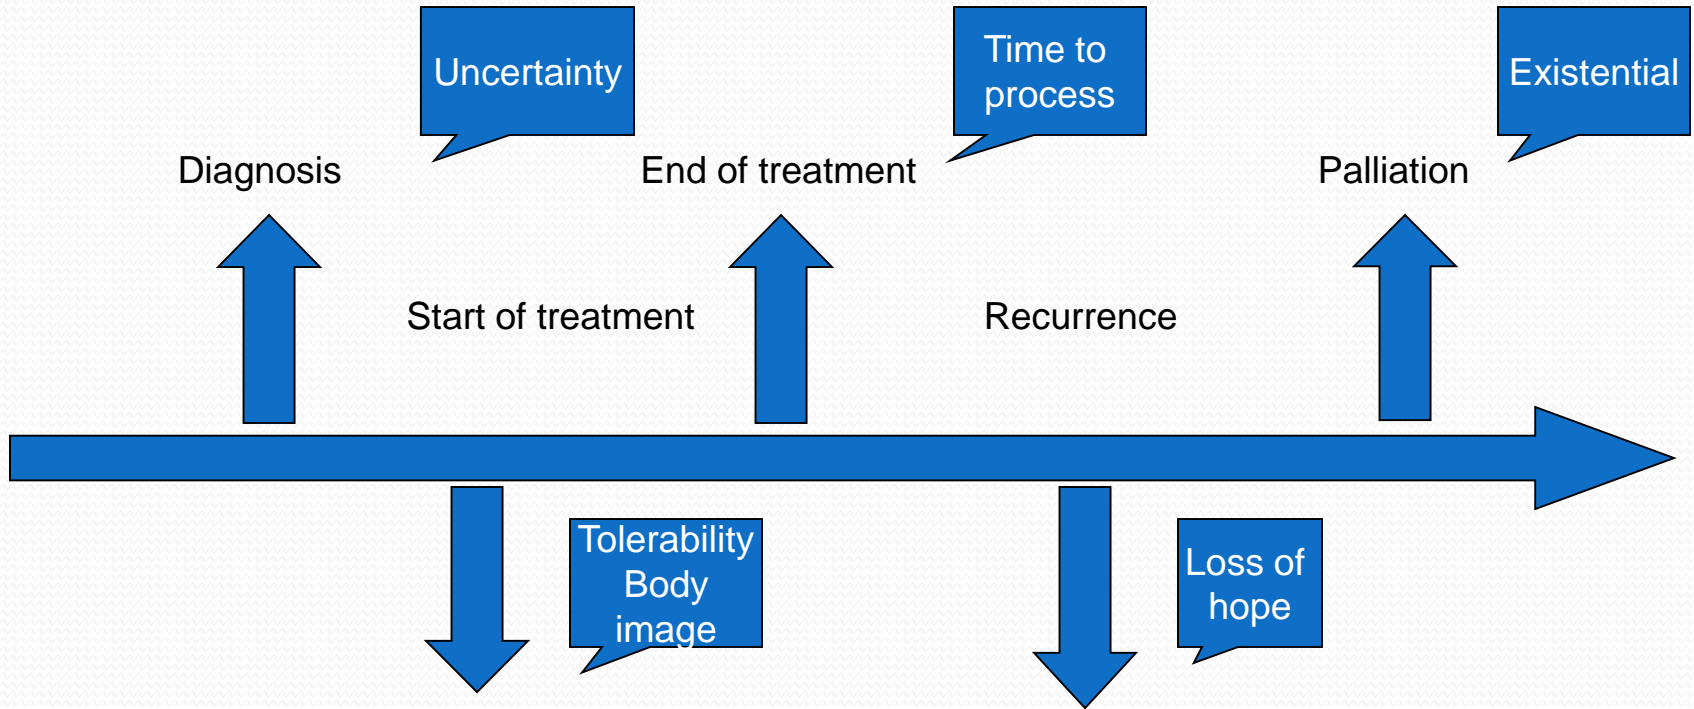 Uncertainty
Time to
process
Existential
Diagnosis
End of treatment
Palliation
Start of treatment
Recurrence
Tolerability
Body
image
Loss of
hope